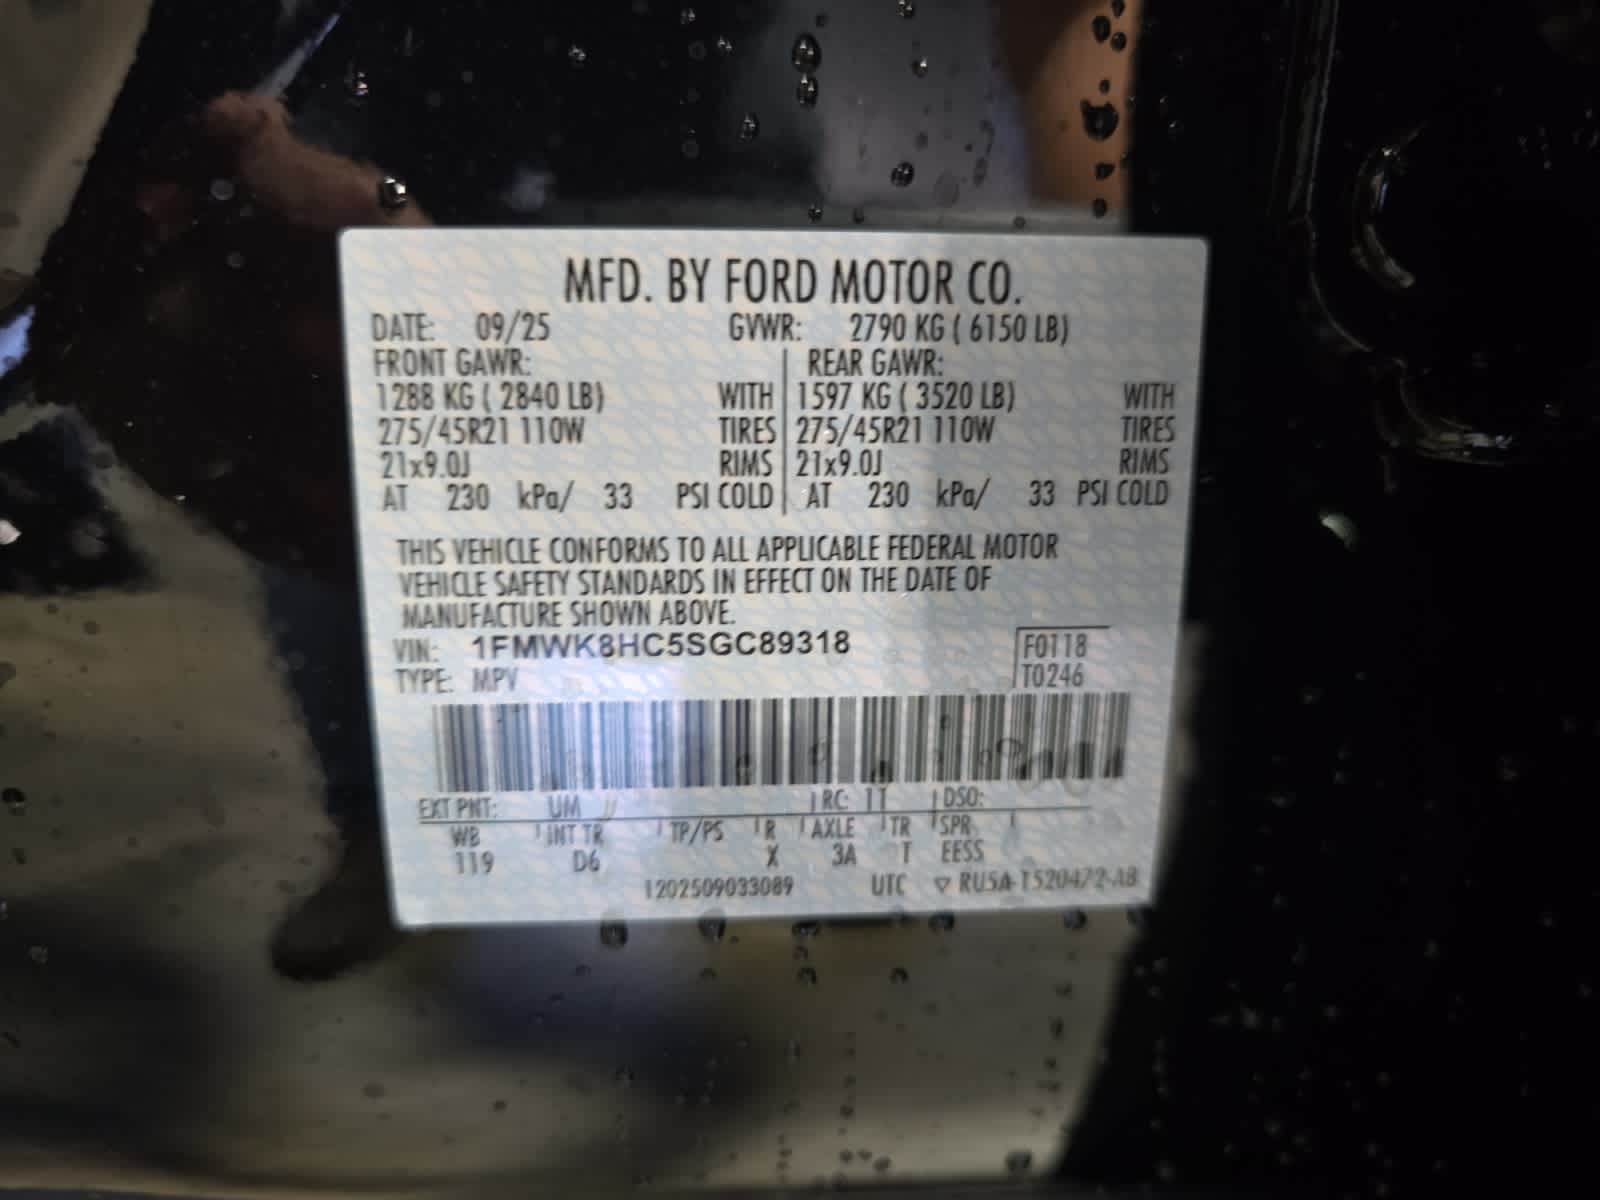 MFD. BY FORD MOTOR CO.
DATE: 09/25 GVWR: 2790 KG ( 6150 LB)
FRONT GAWR: REAR GAWR:
1288 KG ( 2840 LB) WITH 1597 KG ( 3520 LB) WITH
275/45R21 110W TIRES 275/45R21 110W TIRES
21x9.0J RIMS 21x9.0J RIMS
AT 230 kPa/ 33 PSI COLD AT 230 kPa/ 33 PSI COLD
THIS VEHICLE CONFORMS TO ALL APPLICABLE FEDERAL MOTOR
VEHICLE SAFETY STANDARDS IN EFFECT ON THE DATE OF
MANUFACTURE SHOWN ABOVE.
VIN: 1FMWK8HC5SGC89318 F0118
TYPE: MPV T0246
EXT PNT: UM RC: 11 DSO:
WB INT TR TP/PS R AXLE TR SPR
119 D6 X 3A T EESS
1202509033089 UTC ▽ RU5A-1520472-AB